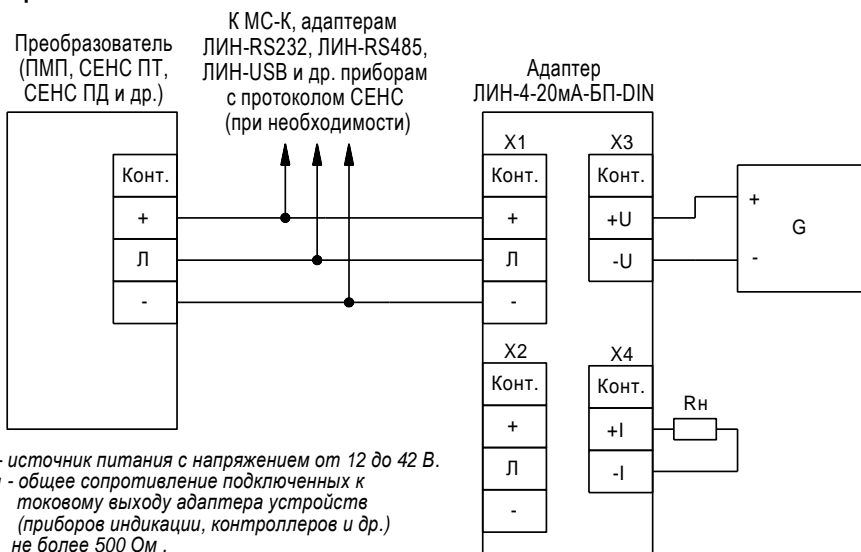 Преобразователь
(ПМП, СЕНС ПТ,
СЕНС ПД и др.)
К МС-К, адаптерам
ЛИН-RS232, ЛИН-RS485,
ЛИН-USB и др. приборам
с протоколом СЕНС
(при необходимости)
Адаптер
ЛИН-4-20мА-БП-DIN
Конт.
+
Л
-
X1
Конт.
+
Л
-
X3
Конт.
+U
-U
+
-
G
X2
Конт.
+
Л
-
X4
Конт.
+I
-I
Rн
- источник питания с напряжением от 12 до 42 В.
- общее сопротивление подключенных к
токовому выходу адаптера устройств
(приборов индикации, контроллеров и др.)
не более 500 Ом .